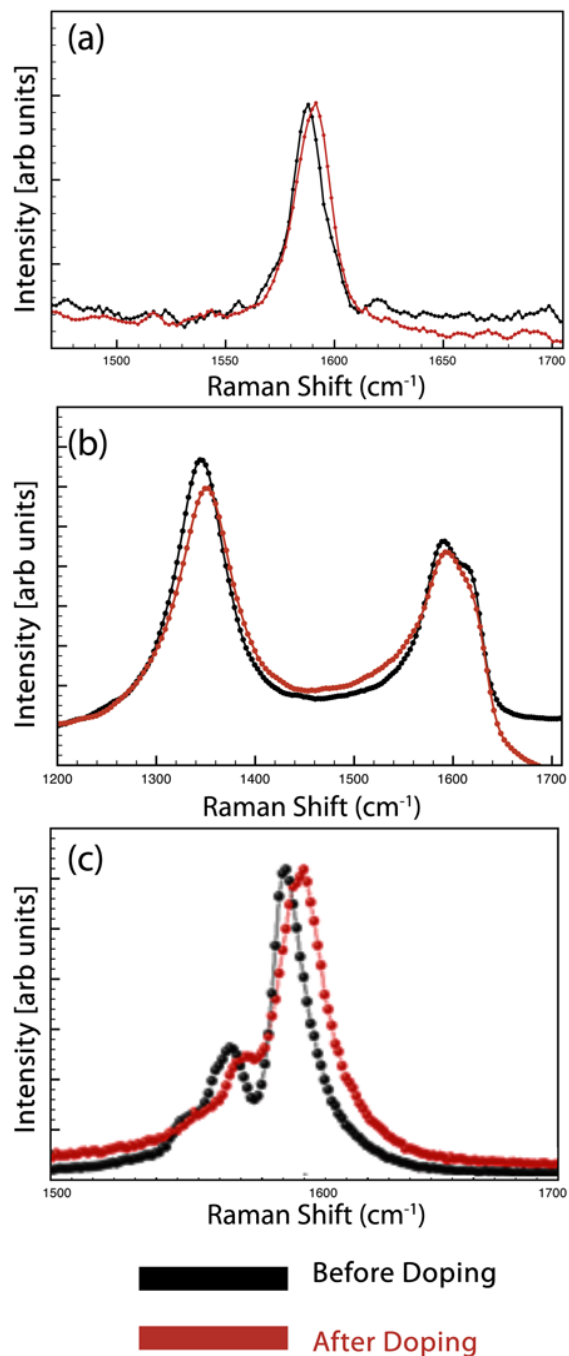 (a)
Intensity [arb units]
1500 1550 1600 1650 1700
Raman Shift (cm⁻¹)
(b)
Intensity [arb units]
1200 1300 1400 1500 1600 1700
Raman Shift (cm⁻¹)
(c)
Intensity [arb units]
1500 1600 1700
Raman Shift (cm⁻¹)
Before Doping
After Doping